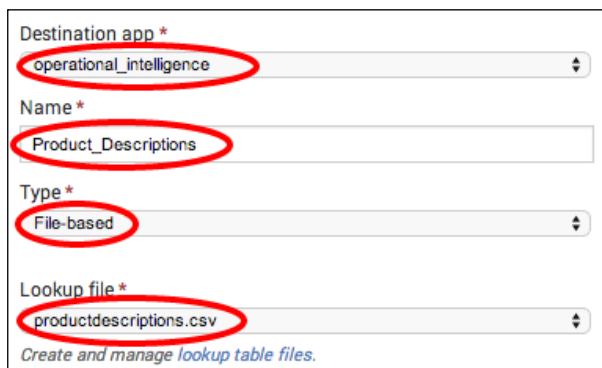 Destination app *
operational_intelligence
Name *
Product_Descriptions
Type *
File-based
Lookup file *
productdescriptions.csv
Create and manage lookup table files.